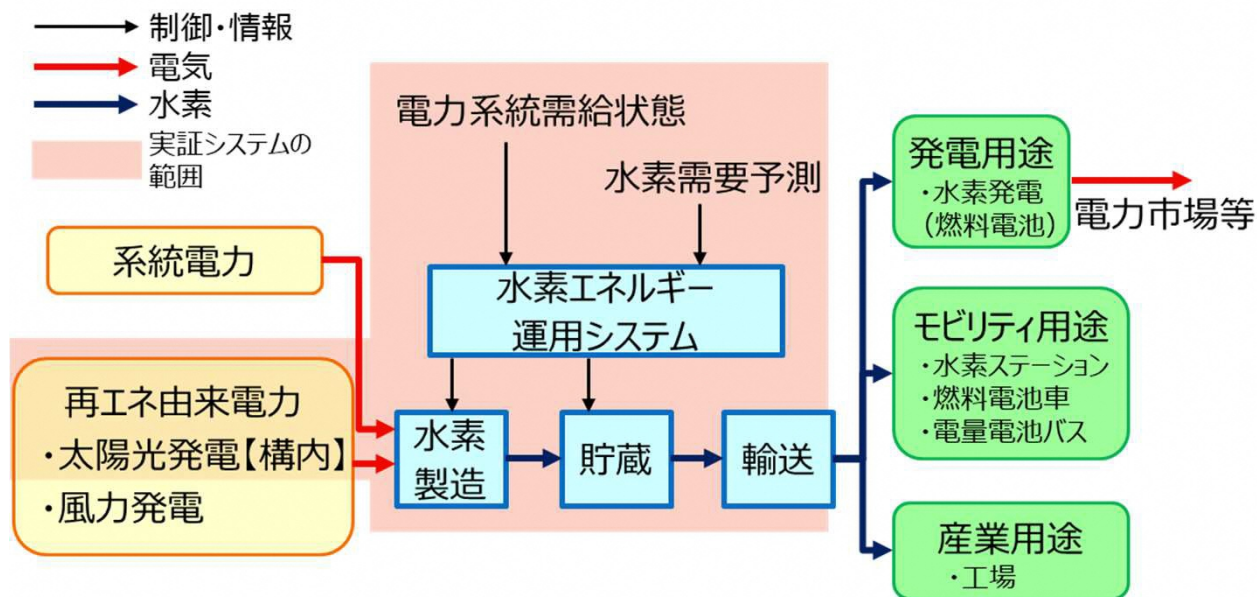 制御・情報
電気
水素
実証システムの
範囲
電力系統需給状態
水素需要予測
系統電力
水素エネルギー
運用システム
再エネ由来電力
・太陽光発電【構内】
・風力発電
水素
製造
貯蔵
輸送
発電用途
・水素発電
(燃料電池)
電力市場等
モビリティ用途
・水素ステーション
・燃料電池車
・電量電池バス
産業用途
・工場